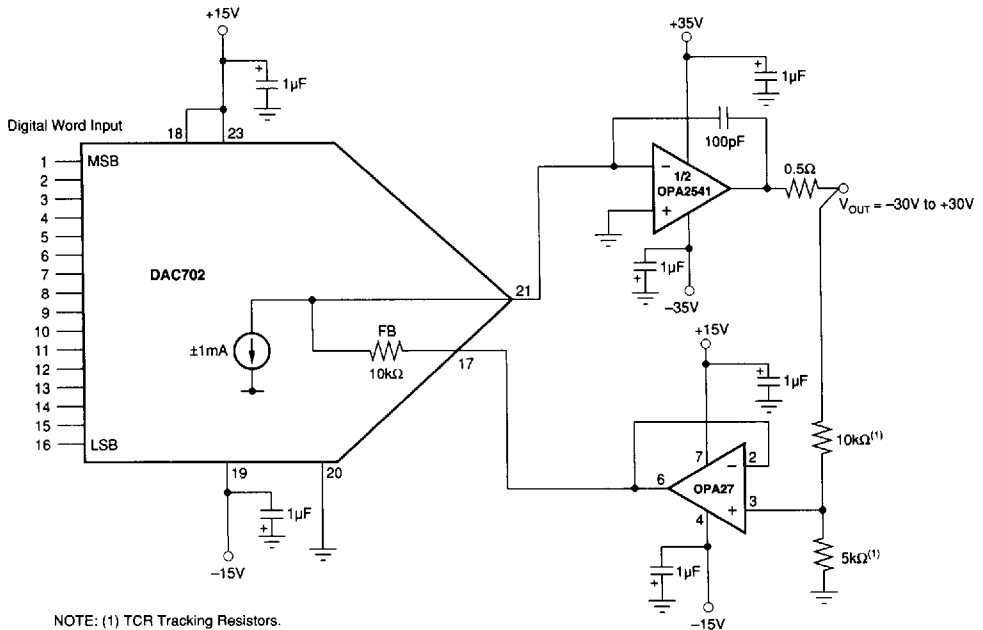 +15V
1µF
18
23
Digital Word Input
MSB
1
2
3
4
5
6
7
8
9
10
11
12
13
14
15
16
LSB
DAC702
±1mA
FB
10kΩ
21
17
19
20
1µF
–15V
+35V
1µF
100pF
–
1/2
OPA2541
+
0.5Ω
VOUT = –30V to +30V
1µF
–35V
+15V
1µF
7
2
–
6
OPA27
3
+
4
10kΩ(1)
5kΩ(1)
1µF
–15V
NOTE: (1) TCR Tracking Resistors.